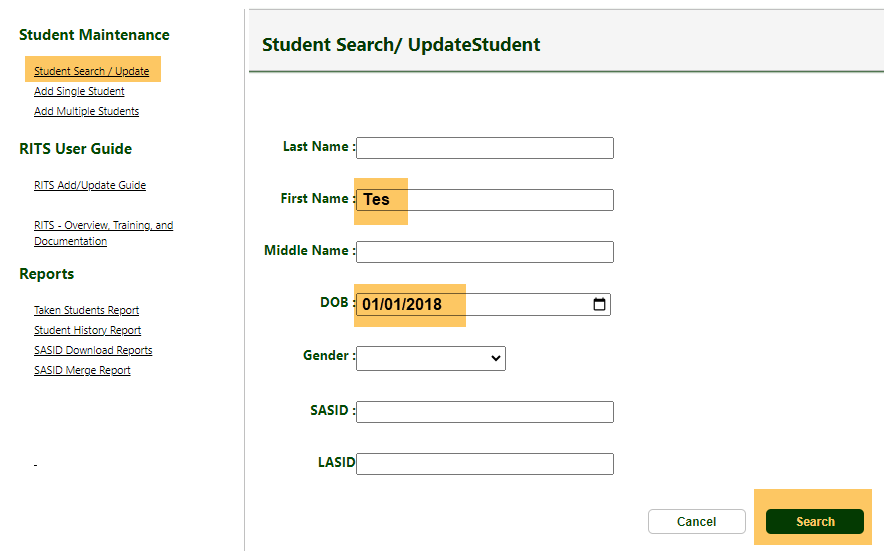 Student Maintenance
Student Search / Update
Add Single Student
Add Multiple Students
RITS User Guide
RITS Add/Update Guide
RITS - Overview, Training, and
Documentation
Reports
Taken Students Report
Student History Report
SASID Download Reports
SASID Merge Report
-
Student Search/ UpdateStudent
Last Name :
First Name : Tes
Middle Name :
DOB : 01/01/2018
Gender :
SASID :
LASID
Cancel
Search